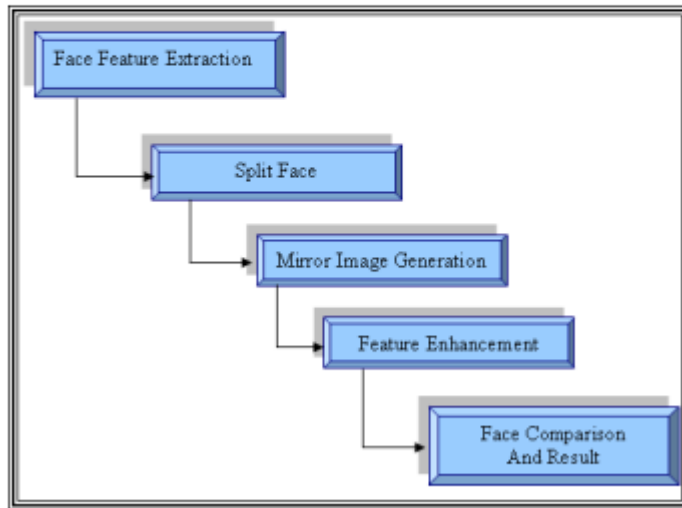 Face Feature Extraction
Split Face
Mirror Image Generation
Feature Enhancement
Face Comparison
And Result